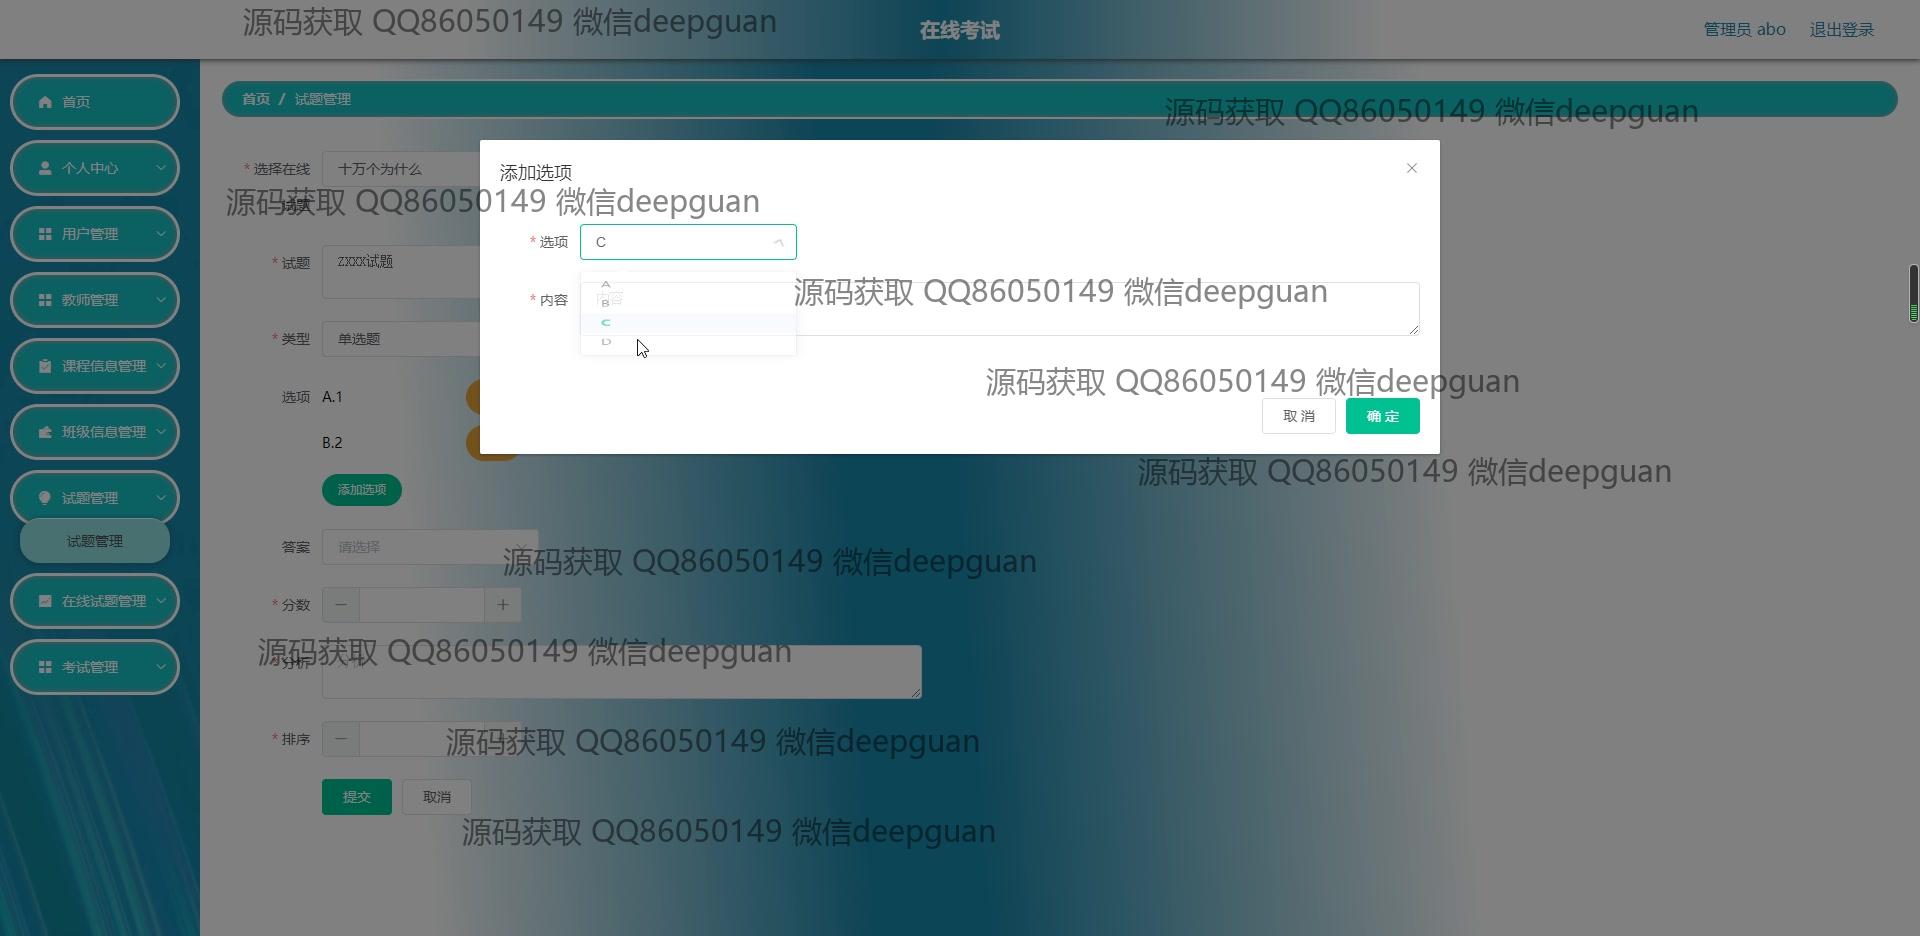 源码获取 QQ86050149 微信deepguan
在线考试
管理员 abo
退出登录
首页
首页 / 试题管理
源码获取 QQ86050149 微信deepguan
个人中心
* 选择在线
十万个为什么
添加选项
源码获取 QQ86050149 微信deepguan
用户管理
* 选项
C
* 试题
ZXXX试题
A
B
C
D
* 内容
源码获取 QQ86050149 微信deepguan
教师管理
* 类型
单选题
课程信息管理
源码获取 QQ86050149 微信deepguan
选项
A.1
取 消
确 定
班级信息管理
B.2
源码获取 QQ86050149 微信deepguan
试题管理
添加选项
试题管理
答案
请选择
源码获取 QQ86050149 微信deepguan
在线试题管理
* 分数
源码获取 QQ86050149 微信deepguan
* 分析
考试管理
* 排序
源码获取 QQ86050149 微信deepguan
提交
取消
源码获取 QQ86050149 微信deepguan